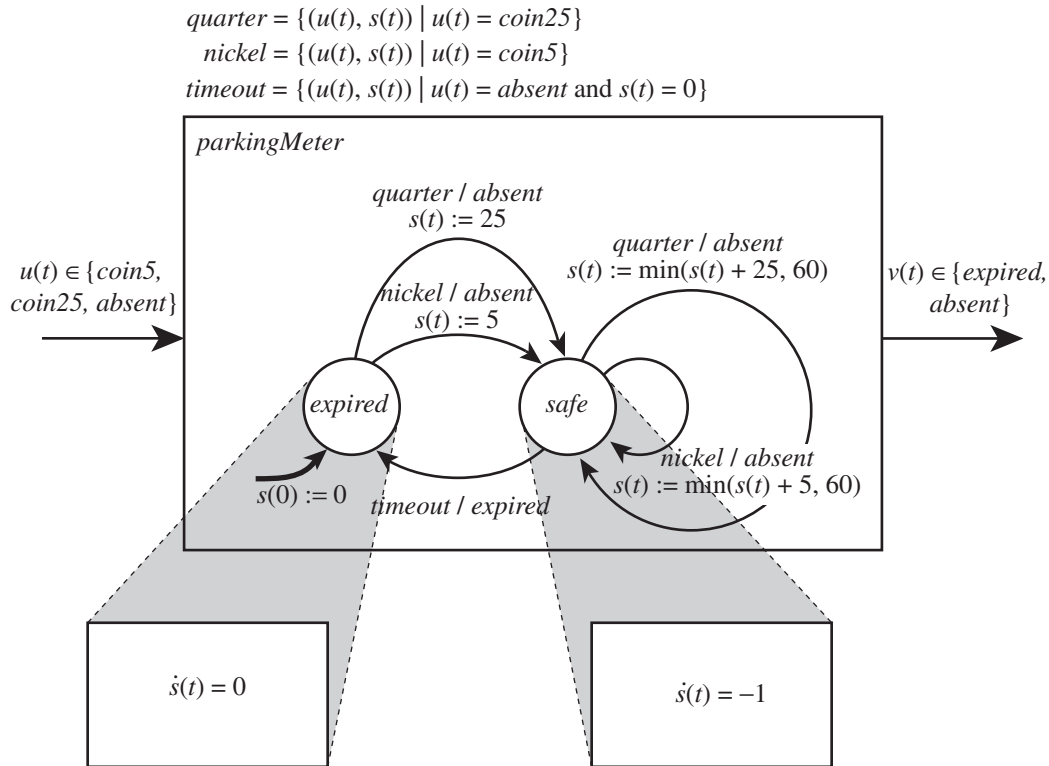 quarter = {(u(t), s(t)) | u(t) = coin25}
nickel = {(u(t), s(t)) | u(t) = coin5}
timeout = {(u(t), s(t)) | u(t) = absent and s(t) = 0}
parkingMeter
quarter / absent
s(t) := 25
quarter / absent
s(t) := min(s(t) + 25, 60)
u(t) ∈ {coin5,
coin25, absent}
v(t) ∈ {expired,
absent}
nickel / absent
s(t) := 5
expired
safe
nickel / absent
s(t) := min(s(t) + 5, 60)
s(0) := 0
timeout / expired
ṡ(t) = 0
ṡ(t) = −1